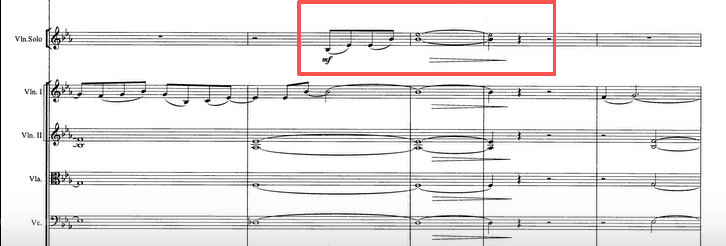 Vln.Solo
mf
Vln. I
Vln. II
Vla.
Vc.